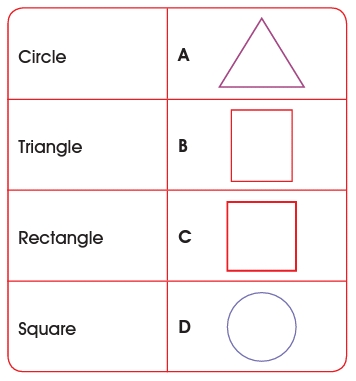 Circle A
Triangle B
Rectangle C
Square D